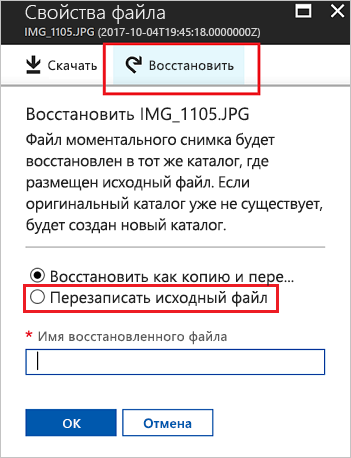 Свойства файла
IMG_1105.JPG (2017-10-04T19:45:18.0000000Z)
Скачать Восстановить
Восстановить IMG_1105.JPG
Файл моментального снимка будет
восстановлен в тот же каталог, где
размещен исходный файл. Если
оригинальный каталог уже не существует,
будет создан новый каталог.
Восстановить как копию и пере...
Перезаписать исходный файл
* Имя восстановленного файла
ОК Отмена